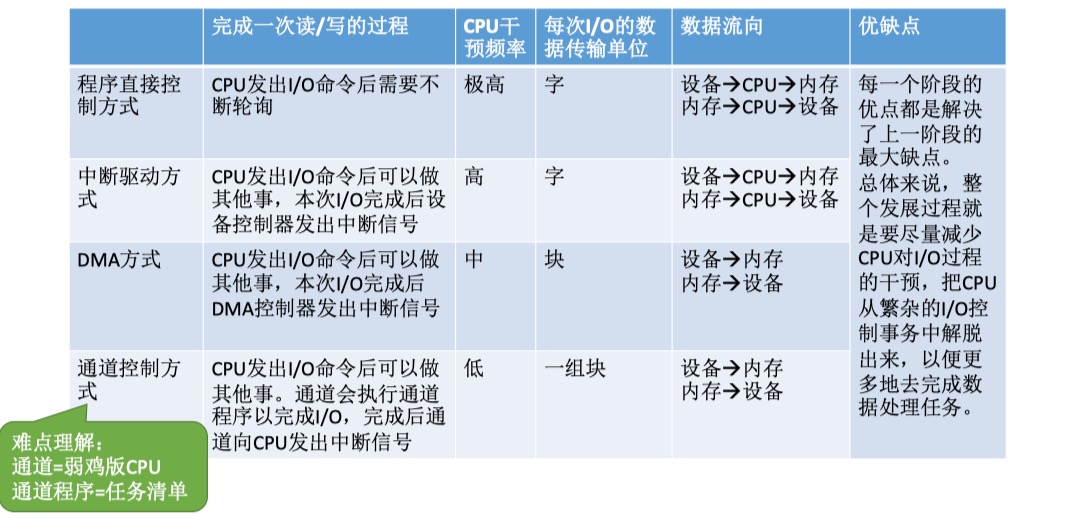 完成一次读/写的过程
CPU干
预频率
每次I/O的数
据传输单位
数据流向
优缺点
程序直接控
制方式
CPU发出I/O命令后需要不
断轮询
极高
字
设备→CPU→内存
内存→CPU→设备
每一个阶段的
优点都是解决
了上一阶段的
最大缺点。
总体来说，整
个发展过程就
是要尽量减少
CPU对I/O过程
的干预，把CPU
从繁杂的I/O控
制事务中解脱
出来，以便更
多地去完成数
据处理任务。
中断驱动方
式
CPU发出I/O命令后可以做
其他事，本次I/O完成后设
备控制器发出中断信号
高
字
设备→CPU→内存
内存→CPU→设备
DMA方式
CPU发出I/O命令后可以做
其他事，本次I/O完成后
DMA控制器发出中断信号
中
块
设备→内存
内存→设备
通道控制方
式
CPU发出I/O命令后可以做
其他事。通道会执行通道
程序以完成I/O，完成后通
道向CPU发出中断信号
低
一组块
设备→内存
内存→设备
难点理解：
通道=弱鸡版CPU
通道程序=任务清单